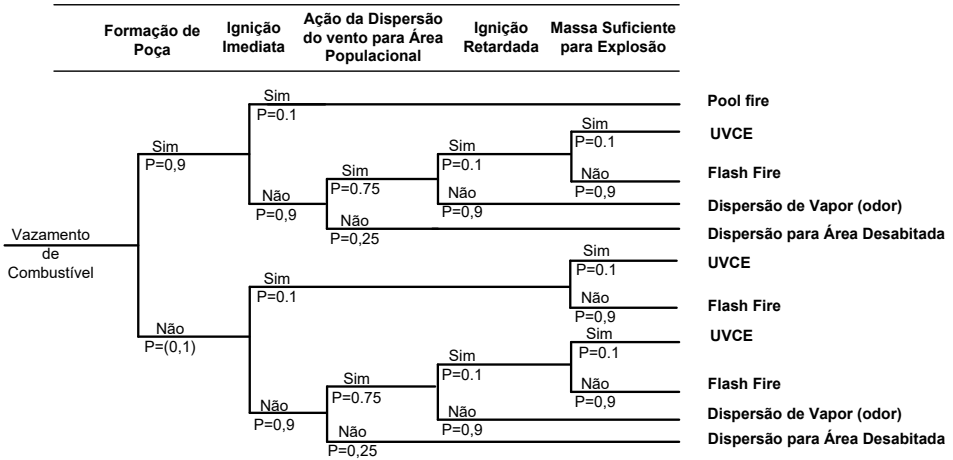 Formação de
Poça
Ignição
Imediata
Ação da Dispersão
do vento para Área
Populacional
Ignição
Retardada
Massa Suficiente
para Explosão
Sim
P=0.1
Pool fire
Sim
P=0.1
UVCE
Sim
P=0,9
Sim
P=0.1
Não
P=0,9
Flash Fire
Sim
P=0.75
Não
P=0,9
Não
P=0,9
Dispersão de Vapor (odor)
Não
P=0,25
Dispersão para Área Desabitada
Vazamento
de
Combustível
Sim
P=0.1
UVCE
Sim
P=0.1
Não
P=0,9
Flash Fire
Não
P=(0,1)
Sim
P=0.1
UVCE
Sim
P=0.1
Não
P=0,9
Flash Fire
Sim
P=0.75
Não
P=0,9
Não
P=0,9
Dispersão de Vapor (odor)
Não
P=0,25
Dispersão para Área Desabitada